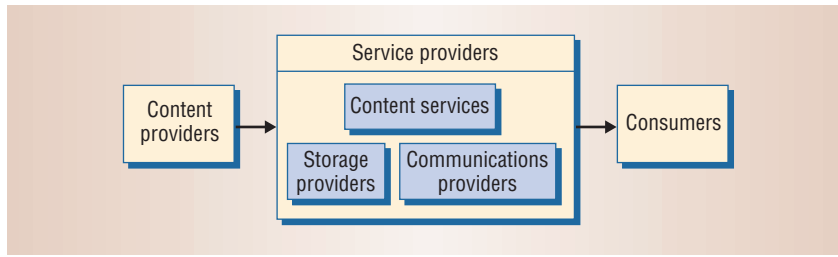 Service providers
Content
providers
Content services
Storage
providers
Communications
providers
Consumers